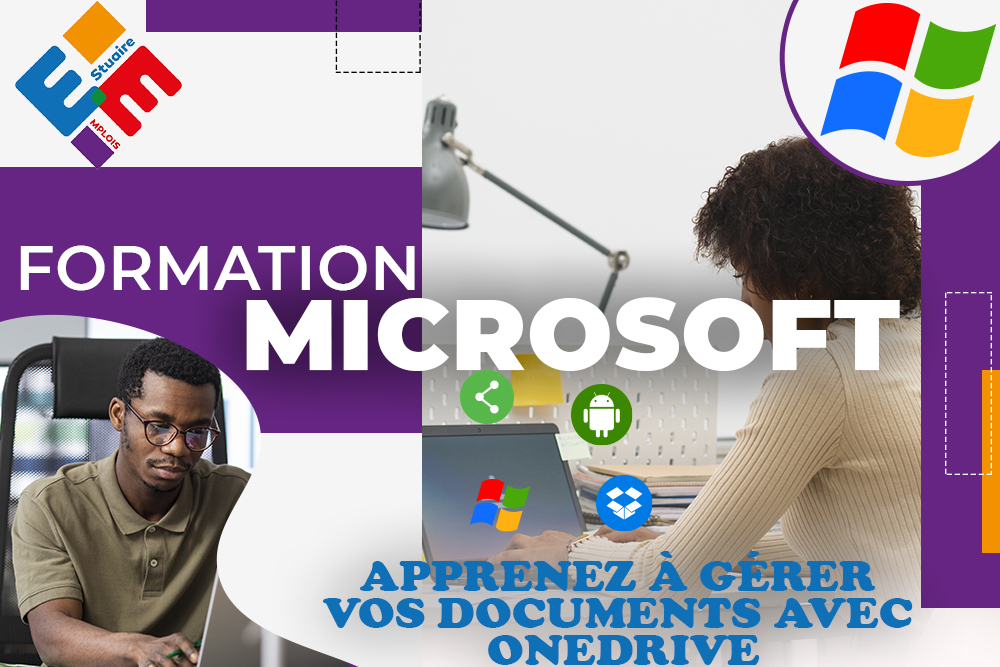 Stuaire
MPLOIS
FORMATION
MICROSOFT
APPRENEZ À GÉRER
VOS DOCUMENTS AVEC
ONEDRIVE